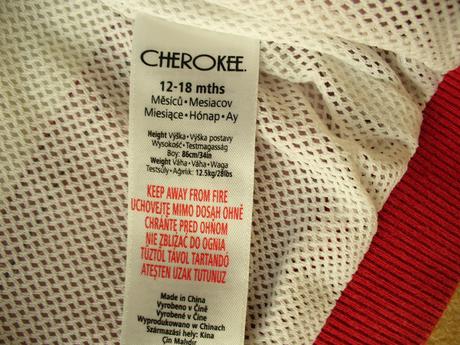 CHEROKEE.
12-18 mths
Měsíců • Mesiacov
Miesiące • Hónap • Ay
Height Výška • Výška postavy
Wysokość • Testmagasság
Boy: 86cm/34in
Weight Váha • Váha • Waga
Testsúly • Ağırlık: 12.5kg/28lbs
KEEP AWAY FROM FIRE
UCHOVEJTE MIMO DOSAH OHNĚ
CHRÁŇTE PRED OHŇOM
NIE ZBLIŻAĆ DO OGNIA
TŰZTŐL TÁVOL TARTANDÓ
ATEŞTEN UZAK TUTUNUZ
Made in China
Vyrobeno v Číně
Vyrobené v Číne
Wyprodukowano w Chinach
Származási hely: Kína
Çin Malıdır